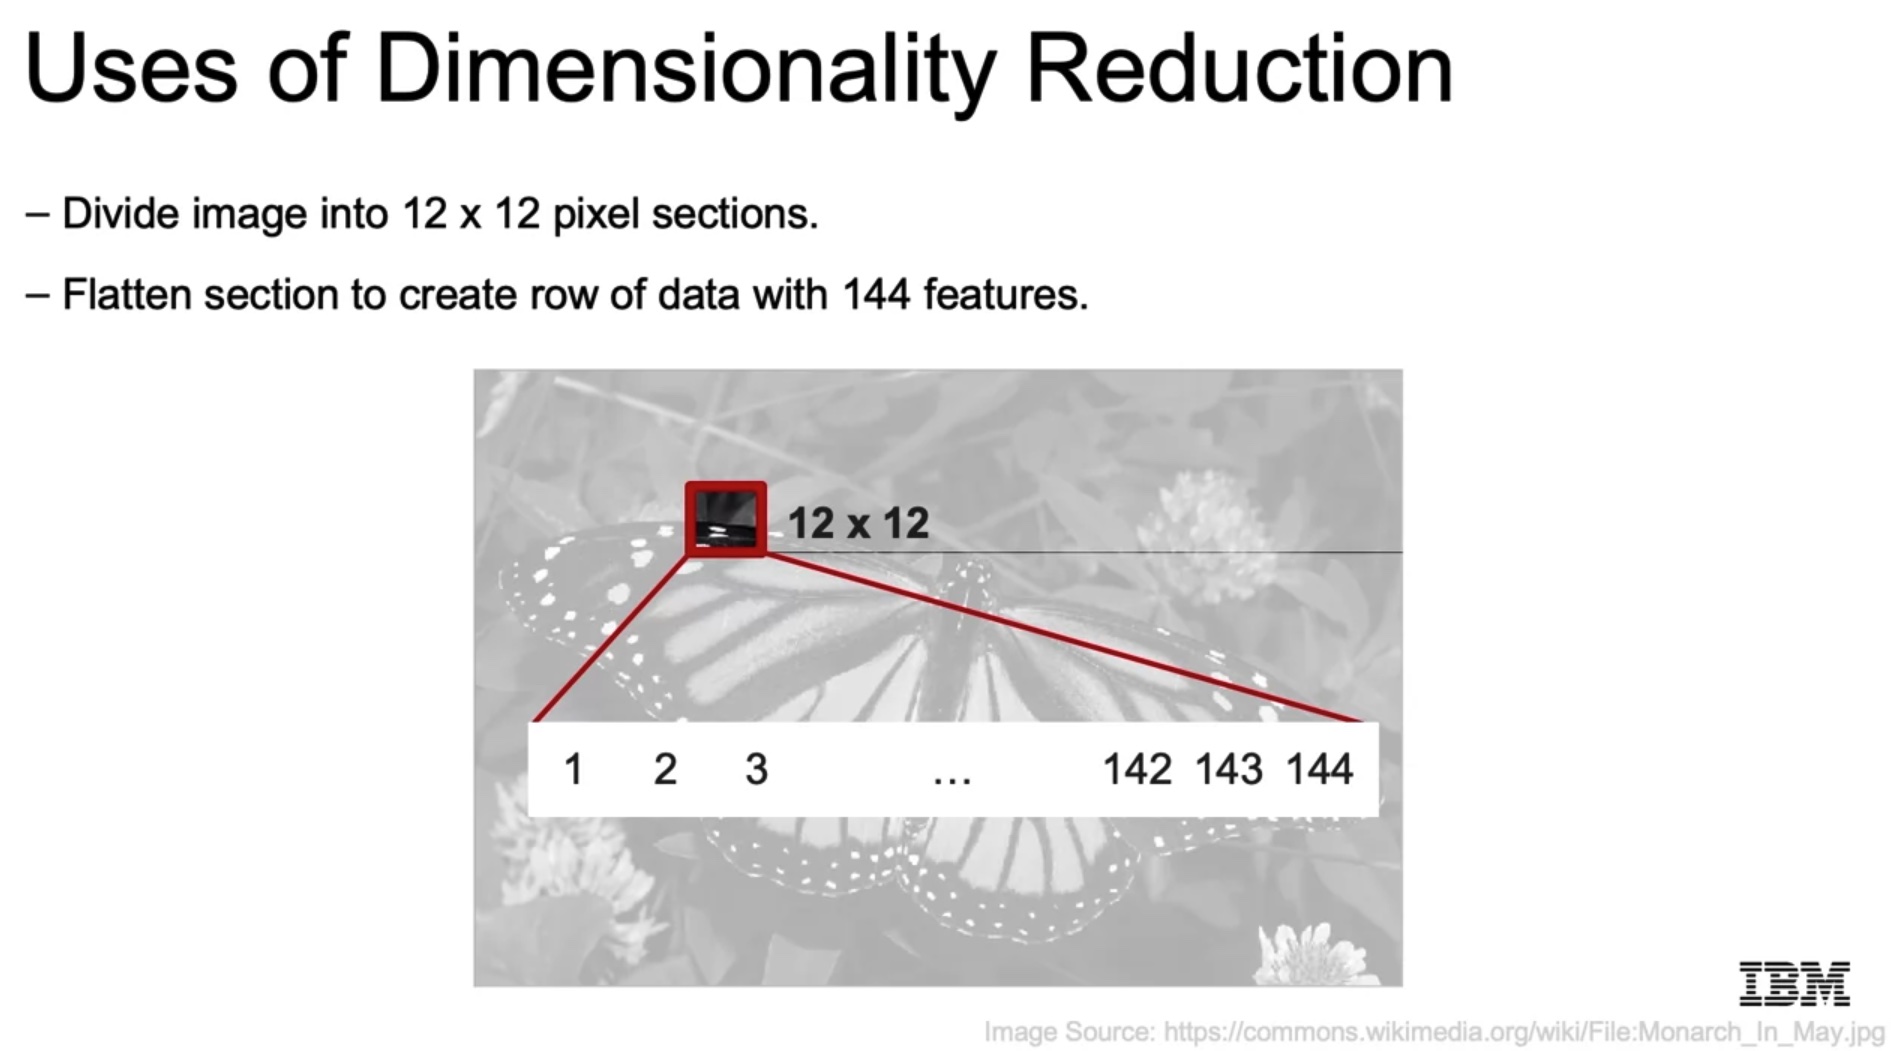 Uses of Dimensionality Reduction
– Divide image into 12 x 12 pixel sections.
– Flatten section to create row of data with 144 features.
12 x 12
1 2 3 ... 142 143 144
IBM
Image Source: https://commons.wikimedia.org/wiki/File:Monarch_In_May.jpg